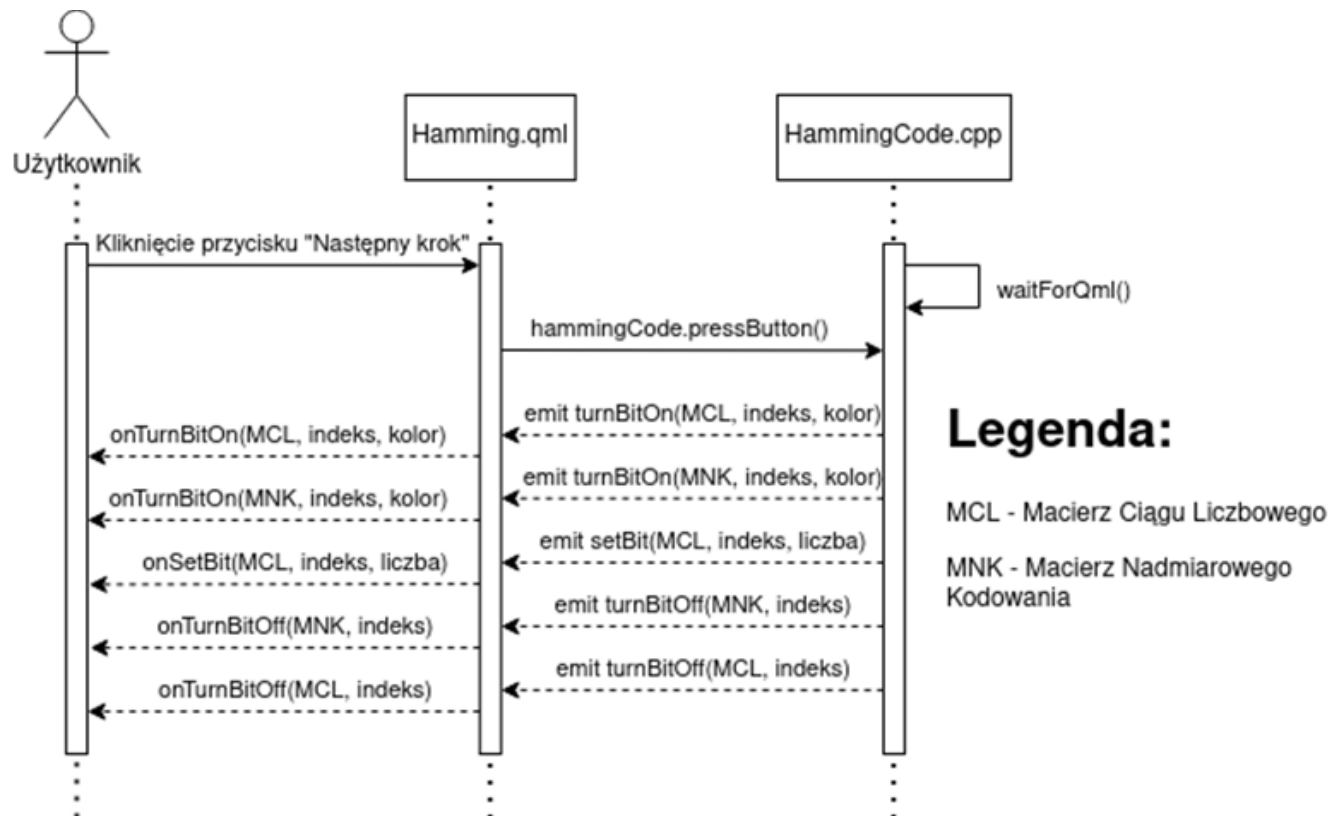 Użytkownik
Hamming.qml
HammingCode.cpp
Kliknięcie przycisku "Następny krok"
waitForQml()
hammingCode.pressButton()
emit turnBitOn(MCL, indeks, kolor)
onTurnBitOn(MCL, indeks, kolor)
emit turnBitOn(MNK, indeks, kolor)
onTurnBitOn(MNK, indeks, kolor)
emit setBit(MCL, indeks, liczba)
onSetBit(MCL, indeks, liczba)
emit turnBitOff(MNK, indeks)
onTurnBitOff(MNK, indeks)
emit turnBitOff(MCL, indeks)
onTurnBitOff(MCL, indeks)
Legenda:
MCL - Macierz Ciągu Liczbowego
MNK - Macierz Nadmiarowego
Kodowania